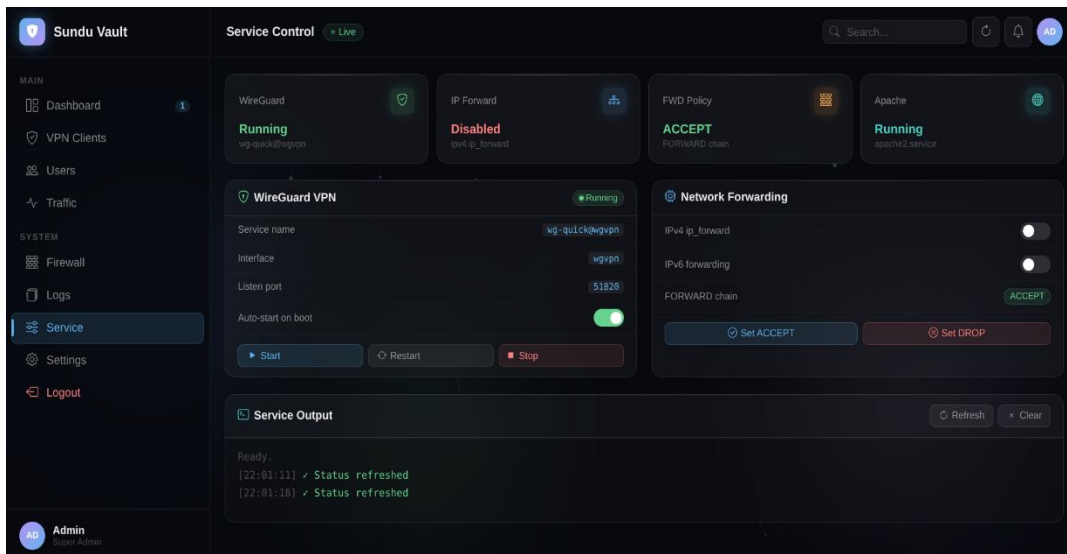 Sundu Vault
Service Control
Live
Search...
AD
MAIN
Dashboard 1
VPN Clients
Users
Traffic
SYSTEM
Firewall
Logs
Service
Settings
Logout
AD
Admin
Super Admin
WireGuard
Running
wg-quick@wgvpn
IP Forward
Disabled
ipv4.ip_forward
FWD Policy
ACCEPT
FORWARD chain
Apache
Running
apache2.service
WireGuard VPN Running
Service name wg-quick@wgvpn
Interface wgvpn
Listen port 51820
Auto-start on boot
Start Restart Stop
Network Forwarding
IPv4 ip_forward
IPv6 forwarding
FORWARD chain ACCEPT
Set ACCEPT Set DROP
Service Output Refresh × Clear
Ready.
[22:01:11] ✓ Status refreshed
[22:01:18] ✓ Status refreshed